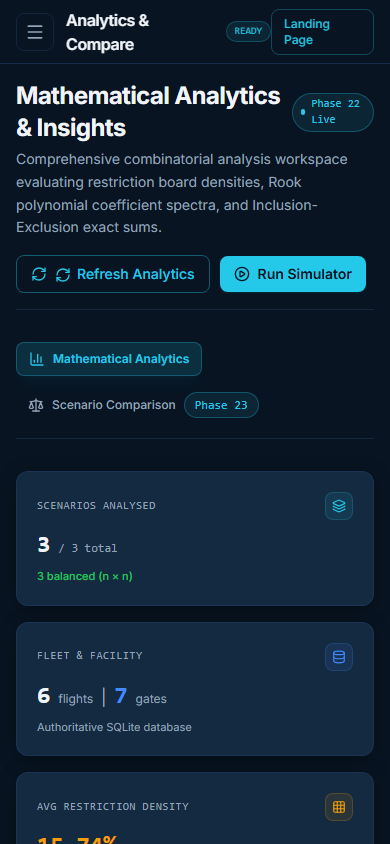 Analytics &
Compare
READY
Landing
Page
Mathematical Analytics
& Insights
Phase 22
Live
Comprehensive combinatorial analysis workspace
evaluating restriction board densities, Rook
polynomial coefficient spectra, and Inclusion-
Exclusion exact sums.
Refresh Analytics
Run Simulator
Mathematical Analytics
Scenario Comparison Phase 23
SCENARIOS ANALYSED
3 / 3 total
3 balanced (n × n)
FLEET & FACILITY
6 flights | 7 gates
Authoritative SQLite database
AVG RESTRICTION DENSITY
15.74%